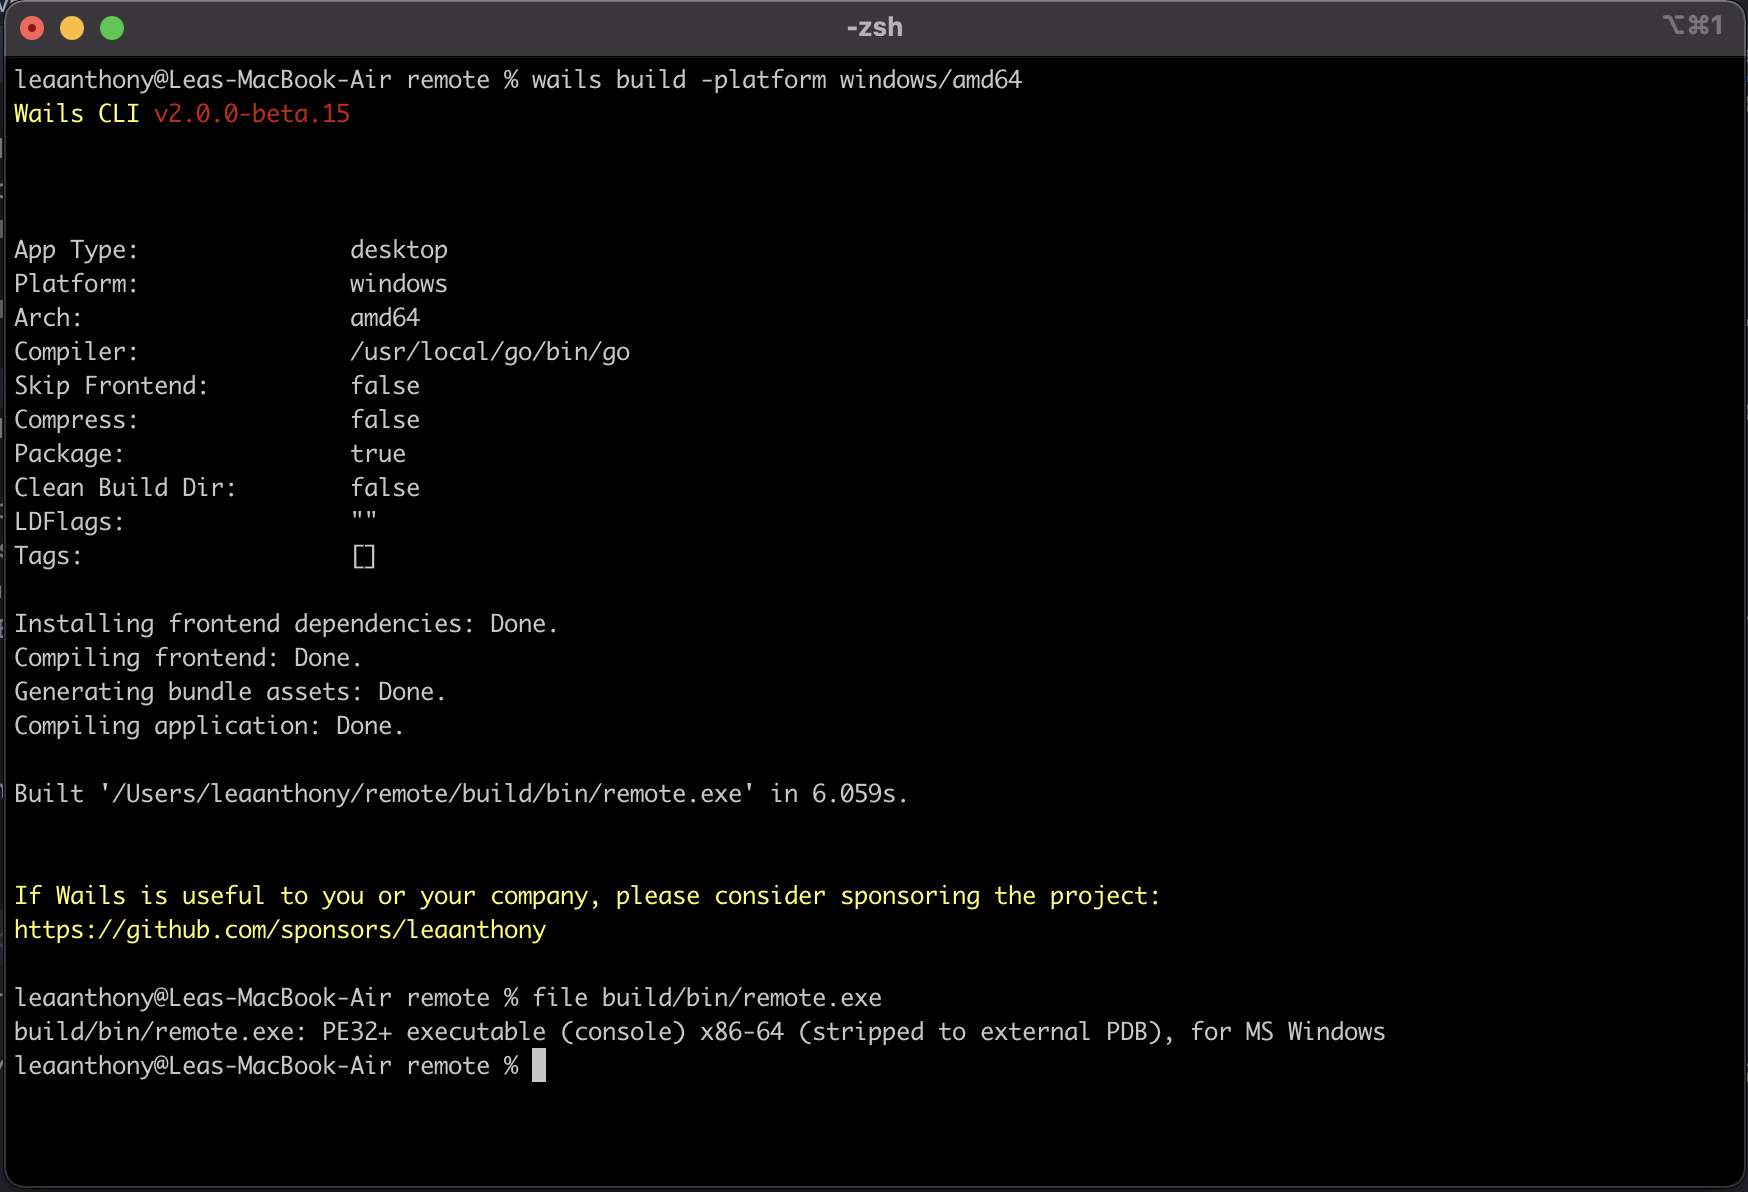 -zsh
⌥⌘1
leaanthony@Leas-MacBook-Air remote % wails build -platform windows/amd64
Wails CLI v2.0.0-beta.15
App Type: desktop
Platform: windows
Arch: amd64
Compiler: /usr/local/go/bin/go
Skip Frontend: false
Compress: false
Package: true
Clean Build Dir: false
LDFlags: ""
Tags: []
Installing frontend dependencies: Done.
Compiling frontend: Done.
Generating bundle assets: Done.
Compiling application: Done.
Built '/Users/leaanthony/remote/build/bin/remote.exe' in 6.059s.
If Wails is useful to you or your company, please consider sponsoring the project:
https://github.com/sponsors/leaanthony
leaanthony@Leas-MacBook-Air remote % file build/bin/remote.exe
build/bin/remote.exe: PE32+ executable (console) x86-64 (stripped to external PDB), for MS Windows
leaanthony@Leas-MacBook-Air remote %